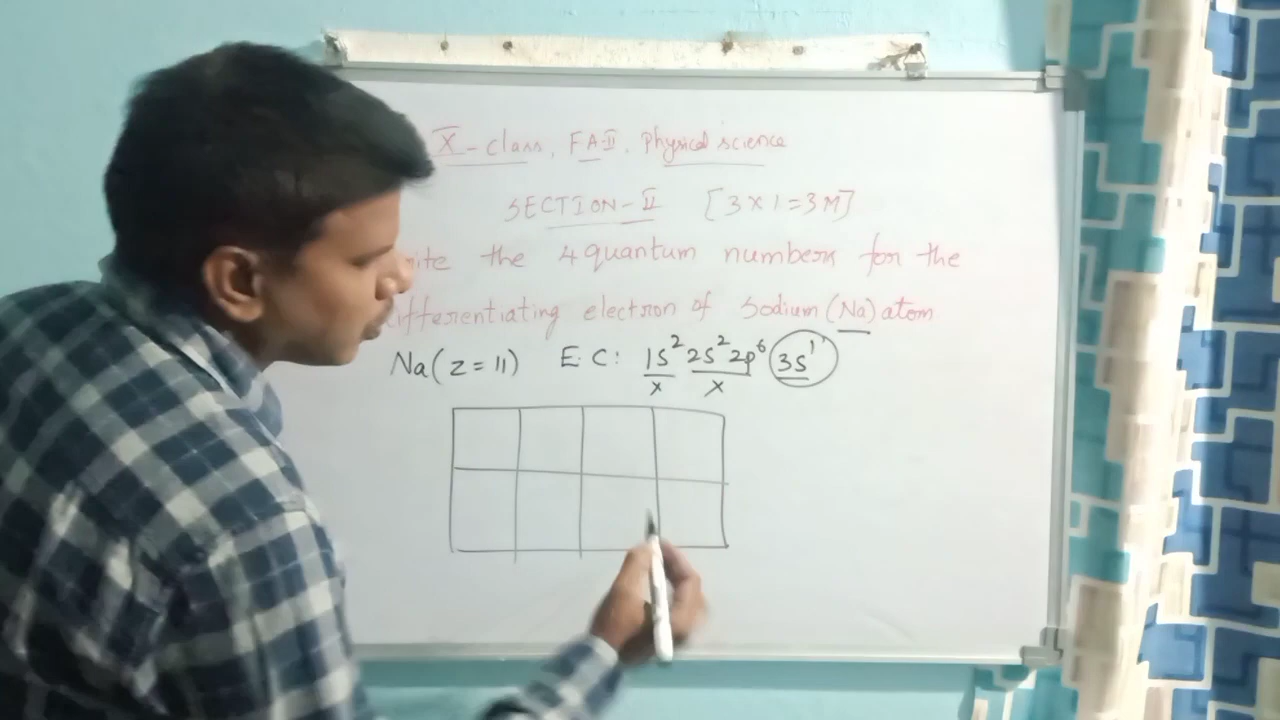 X - class, FA-II, Physical science
SECTION-II [3 X 1 = 3M]
the 4 quantum numbers for the
electron of Sodium (Na) atom
Na (Z = 11) E.C: 1s² 2s² 2p⁶ 3s¹
x x